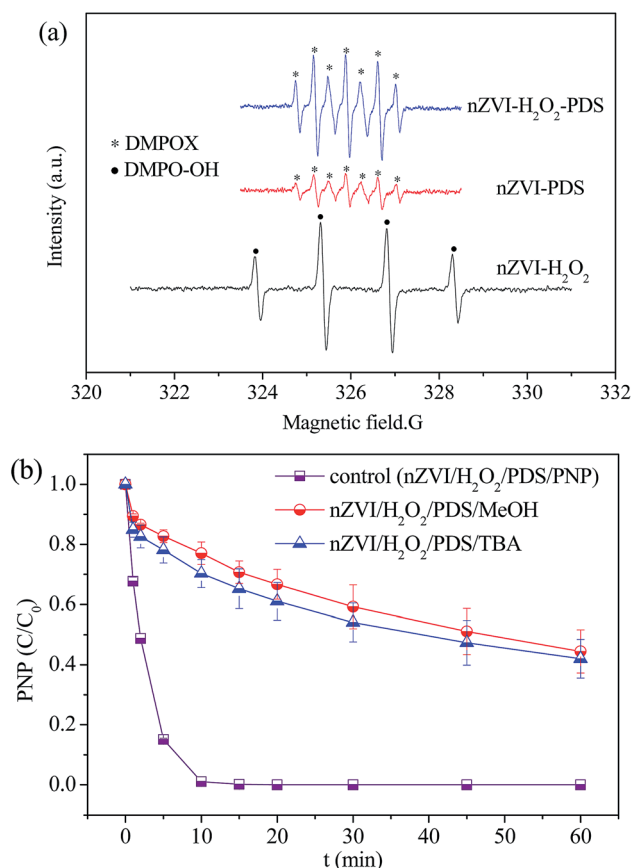 (a)
nZVI-H₂O₂-PDS
* DMPOX
• DMPO-OH
nZVI-PDS
nZVI-H₂O₂
* * * * * * *
* * * * * * *
• • • •
Intensity (a.u.)
320 322 324 326 328 330 332
Magnetic field.G
(b)
control (nZVI/H₂O₂/PDS/PNP)
nZVI/H₂O₂/PDS/MeOH
nZVI/H₂O₂/PDS/TBA
PNP (C/C₀)
1.0
0.8
0.6
0.4
0.2
0.0
0 10 20 30 40 50 60
t (min)